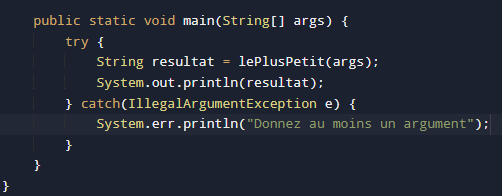 public static void main(String[] args) {
try {
String resultat = lePlusPetit(args);
System.out.println(resultat);
} catch(IllegalArgumentException e) {
System.err.println("Donnez au moins un argument");
}
}
}